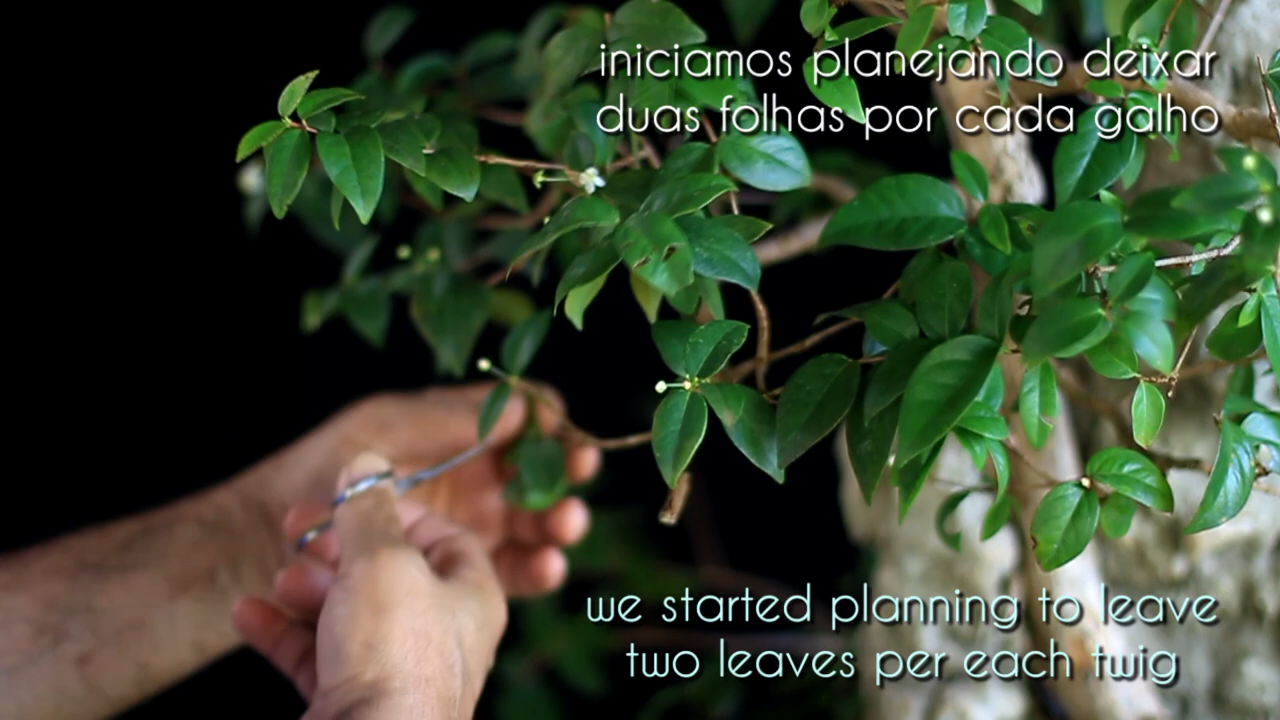 iniciamos planejando deixar
duas folhas por cada galho
we started planning to leave
two leaves per each twig